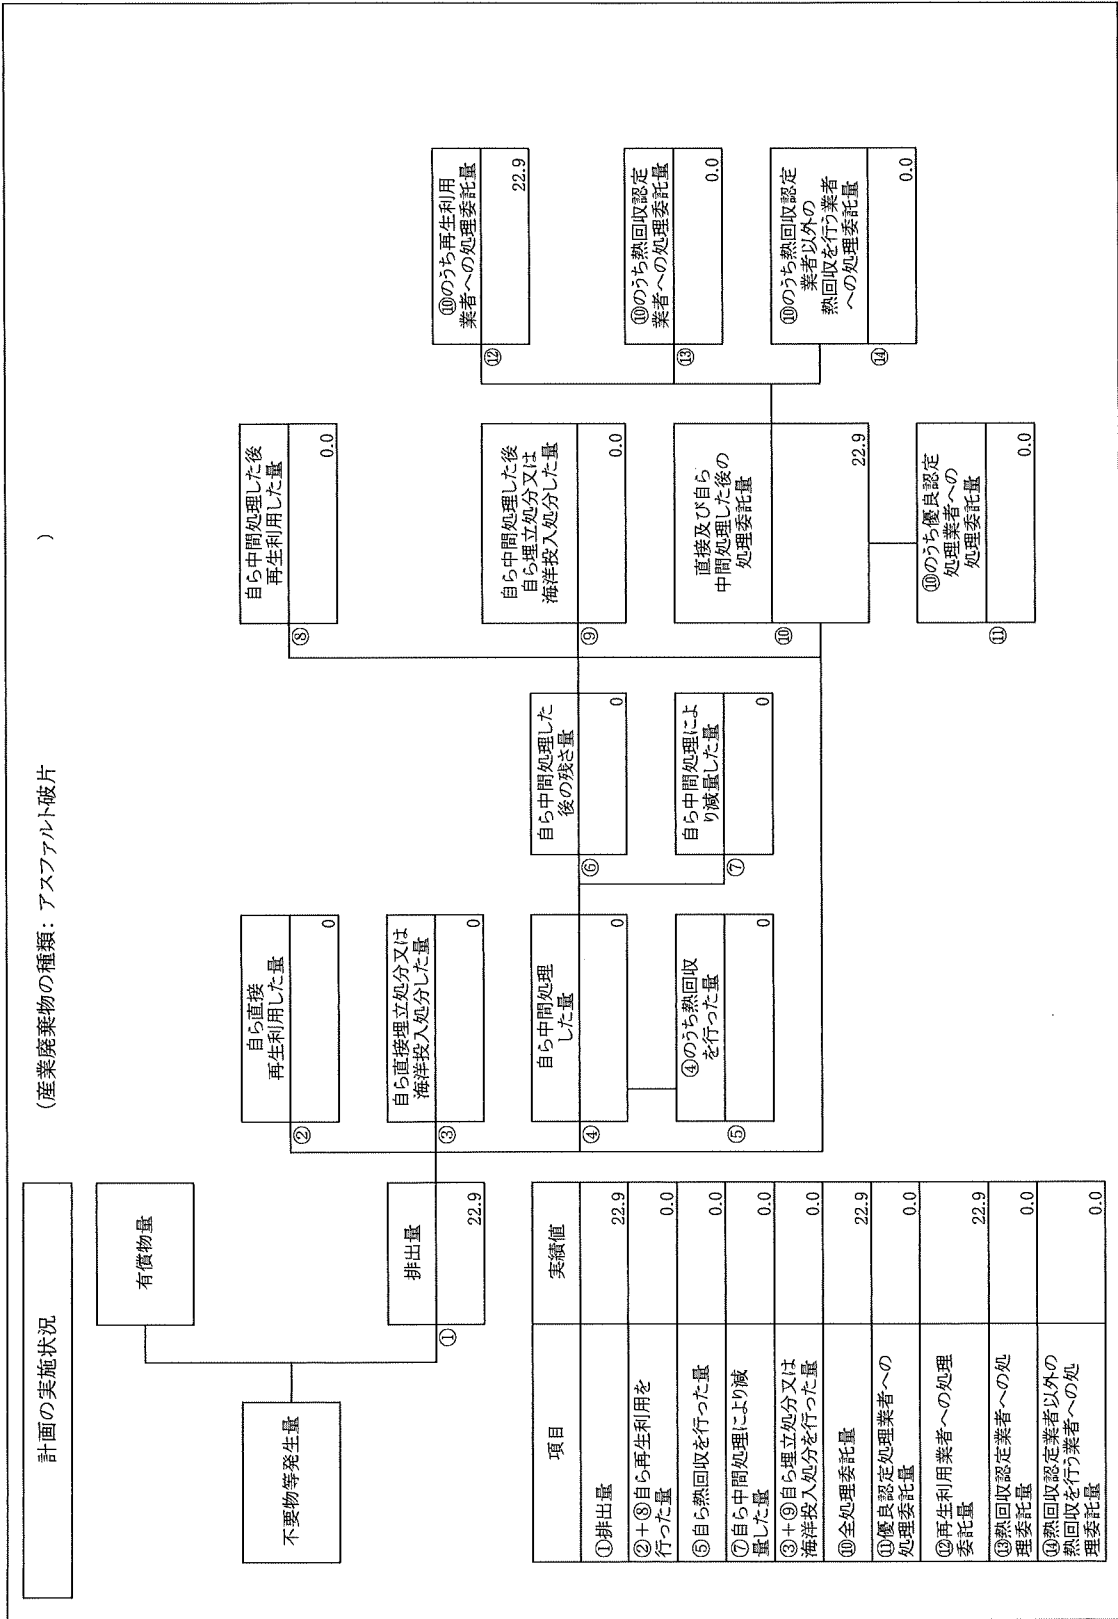 計画の実施状況
(産業廃棄物の種類：アスファルト破片 )
不要物等発生量
有償物量
①
排出量
22.9
②
自ら直接
再生利用した量
0
③
自ら直接埋立処分又は
海洋投入処分した量
0
④
自ら中間処理
した量
0
⑤
④のうち熱回収
を行った量
0
⑥
自ら中間処理した
後の残さ量
0
⑦
自ら中間処理によ
り減量した量
0
⑧
自ら中間処理した後
再生利用した量
0.0
⑨
自ら中間処理した後
自ら埋立処分又は
海洋投入処分した量
0.0
⑩
直接及び自ら
中間処理した後の
処理委託量
22.9
⑪
⑩のうち優良認定
処理業者への
処理委託量
0.0
⑫
⑩のうち再生利用
業者への処理委託量
22.9
⑬
⑩のうち熱回収認定
業者への処理委託量
0.0
⑭
⑩のうち熱回収認定
業者以外の
熱回収を行う業者
への処理委託量
0.0
項目 実績値
①排出量 22.9
②＋⑧自ら再生利用を
行った量 0.0
⑤自ら熱回収を行った量 0.0
⑦自ら中間処理により減
量した量 0.0
③＋⑨自ら埋立処分又は
海洋投入処分を行った量 0.0
⑩全処理委託量 22.9
⑪優良認定処理業者への
処理委託量 0.0
⑫再生利用業者への処理
委託量 22.9
⑬熱回収認定業者への処
理委託量 0.0
⑭熱回収認定業者以外の
熱回収を行う業者への処
理委託量 0.0